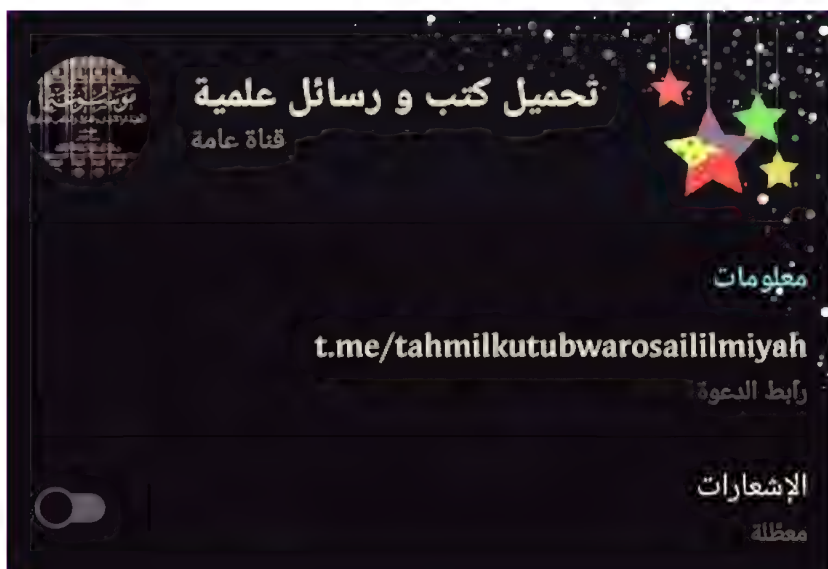 تحميل كتب و رسائل علمية
قناة عامة
معلومات
t.me/tahmilkutubwarosaililmiyah
رابط الدعوة
الإشعارات
معطلة